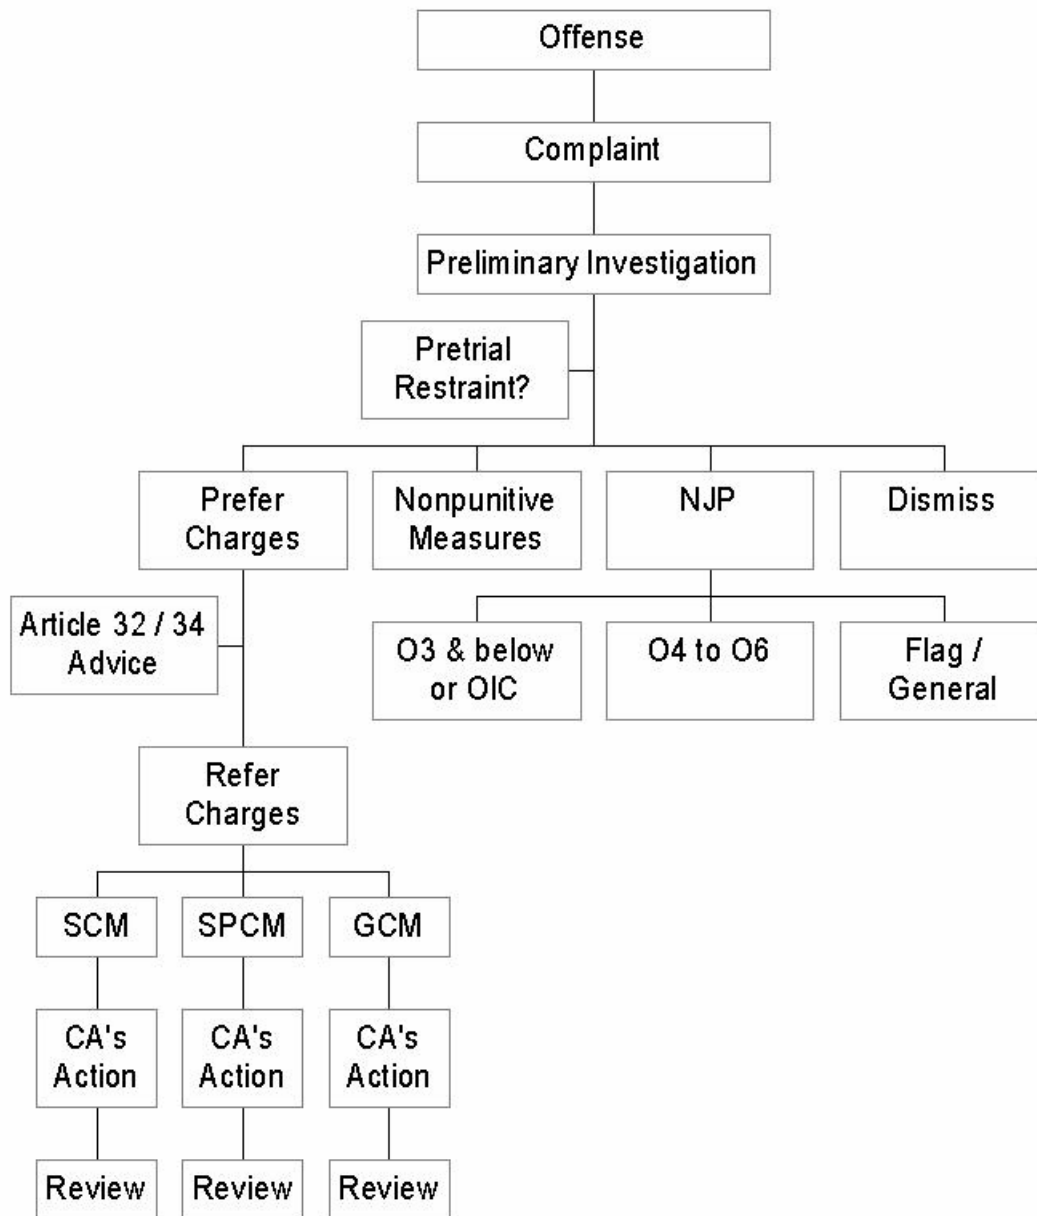 Offense
Complaint
Preliminary Investigation
Pretrial
Restraint?
Prefer
Charges
Nonpunitive
Measures
NJP
Dismiss
Article 32 / 34
Advice
O3 & below
or OIC
O4 to O6
Flag /
General
Refer
Charges
SCM
SPCM
GCM
CA's
Action
CA's
Action
CA's
Action
Review
Review
Review